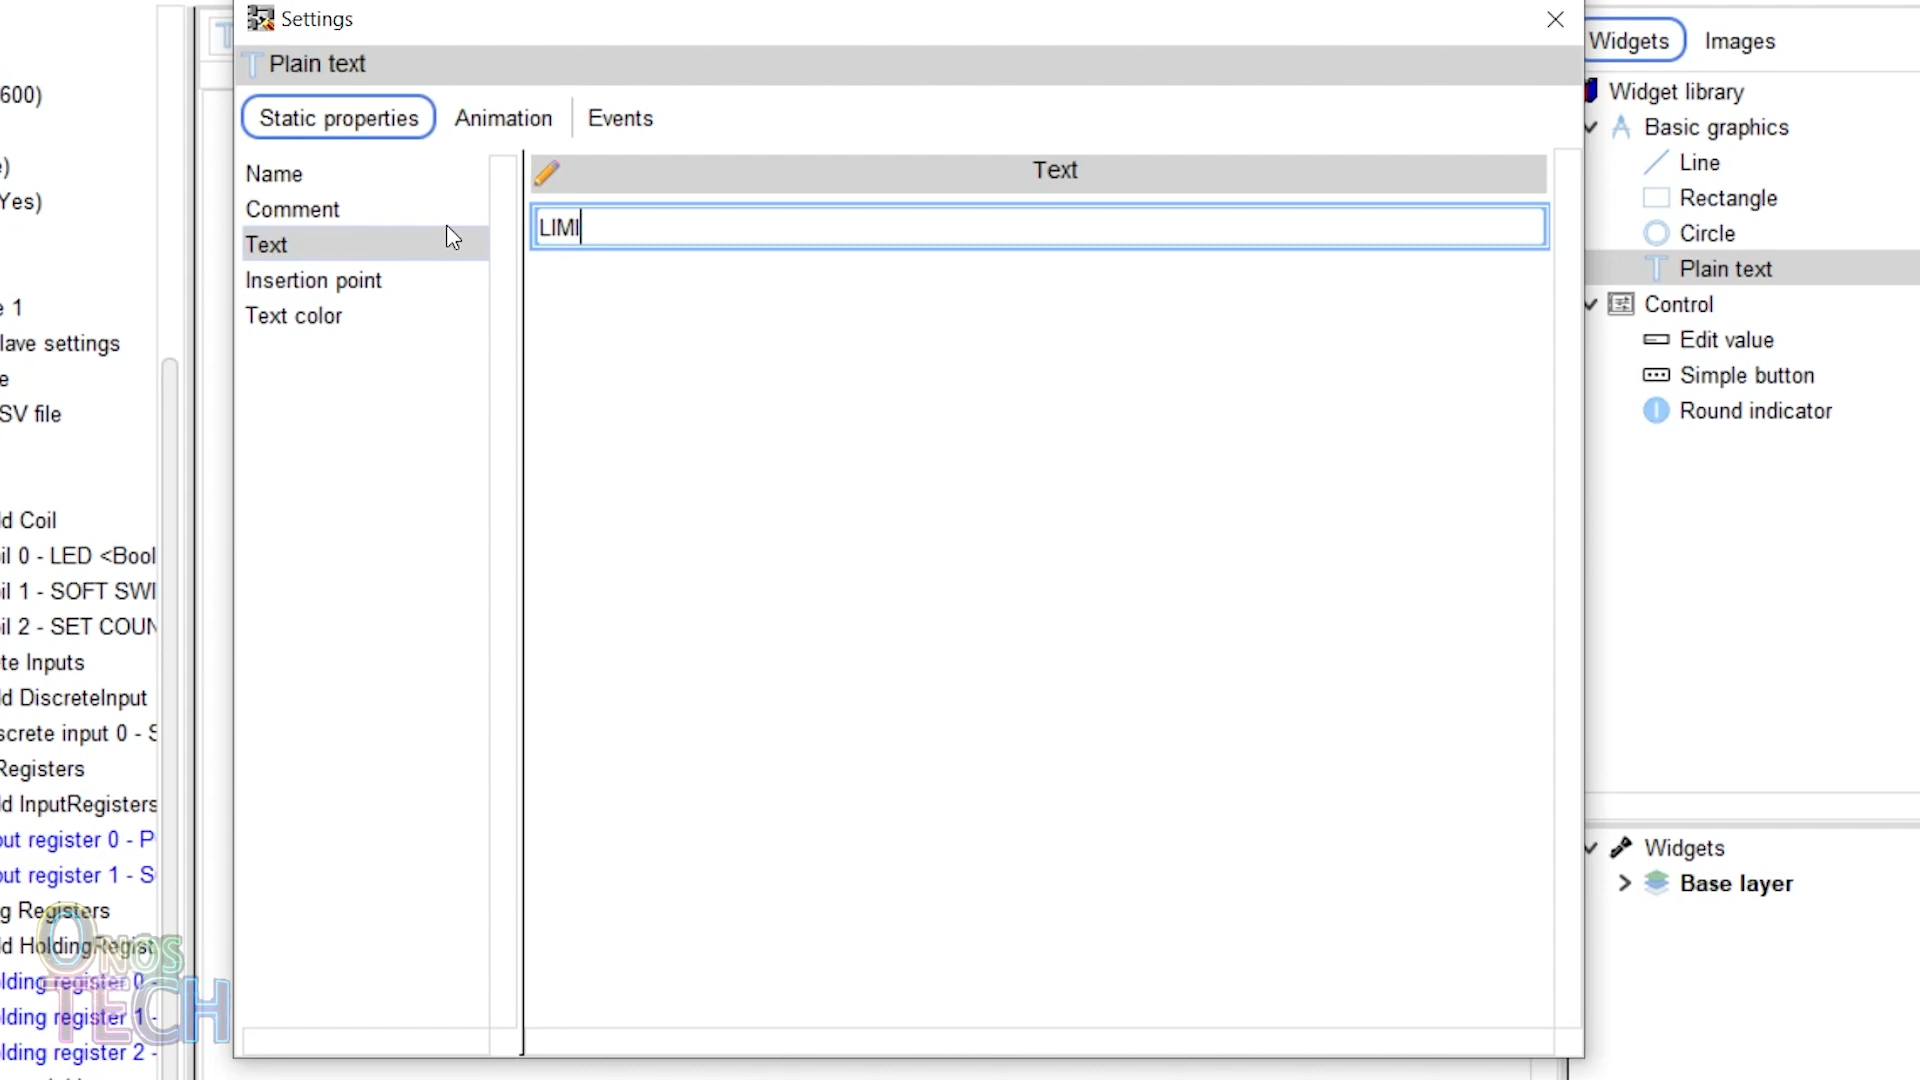 Settings
Plain text
Static properties
Animation
Events
Name
Comment
Text
Insertion point
Text color
Text
LIMI
Widgets
Images
Widget library
Basic graphics
Line
Rectangle
Circle
Plain text
Control
Edit value
Simple button
Round indicator
Widgets
Base layer
600)
)
Yes)
e 1
lave settings
e
SV file
d Coil
il 0 - LED <Bool
il 1 - SOFT SWI
il 2 - SET COUN
te Inputs
d DiscreteInput
screte input 0 - S
Registers
d InputRegisters
out register 0 - P
out register 1 - S
g Registers
d HoldingRegist
lding register 0 -
lding register 1 -
lding register 2 -
ONOS
TECH